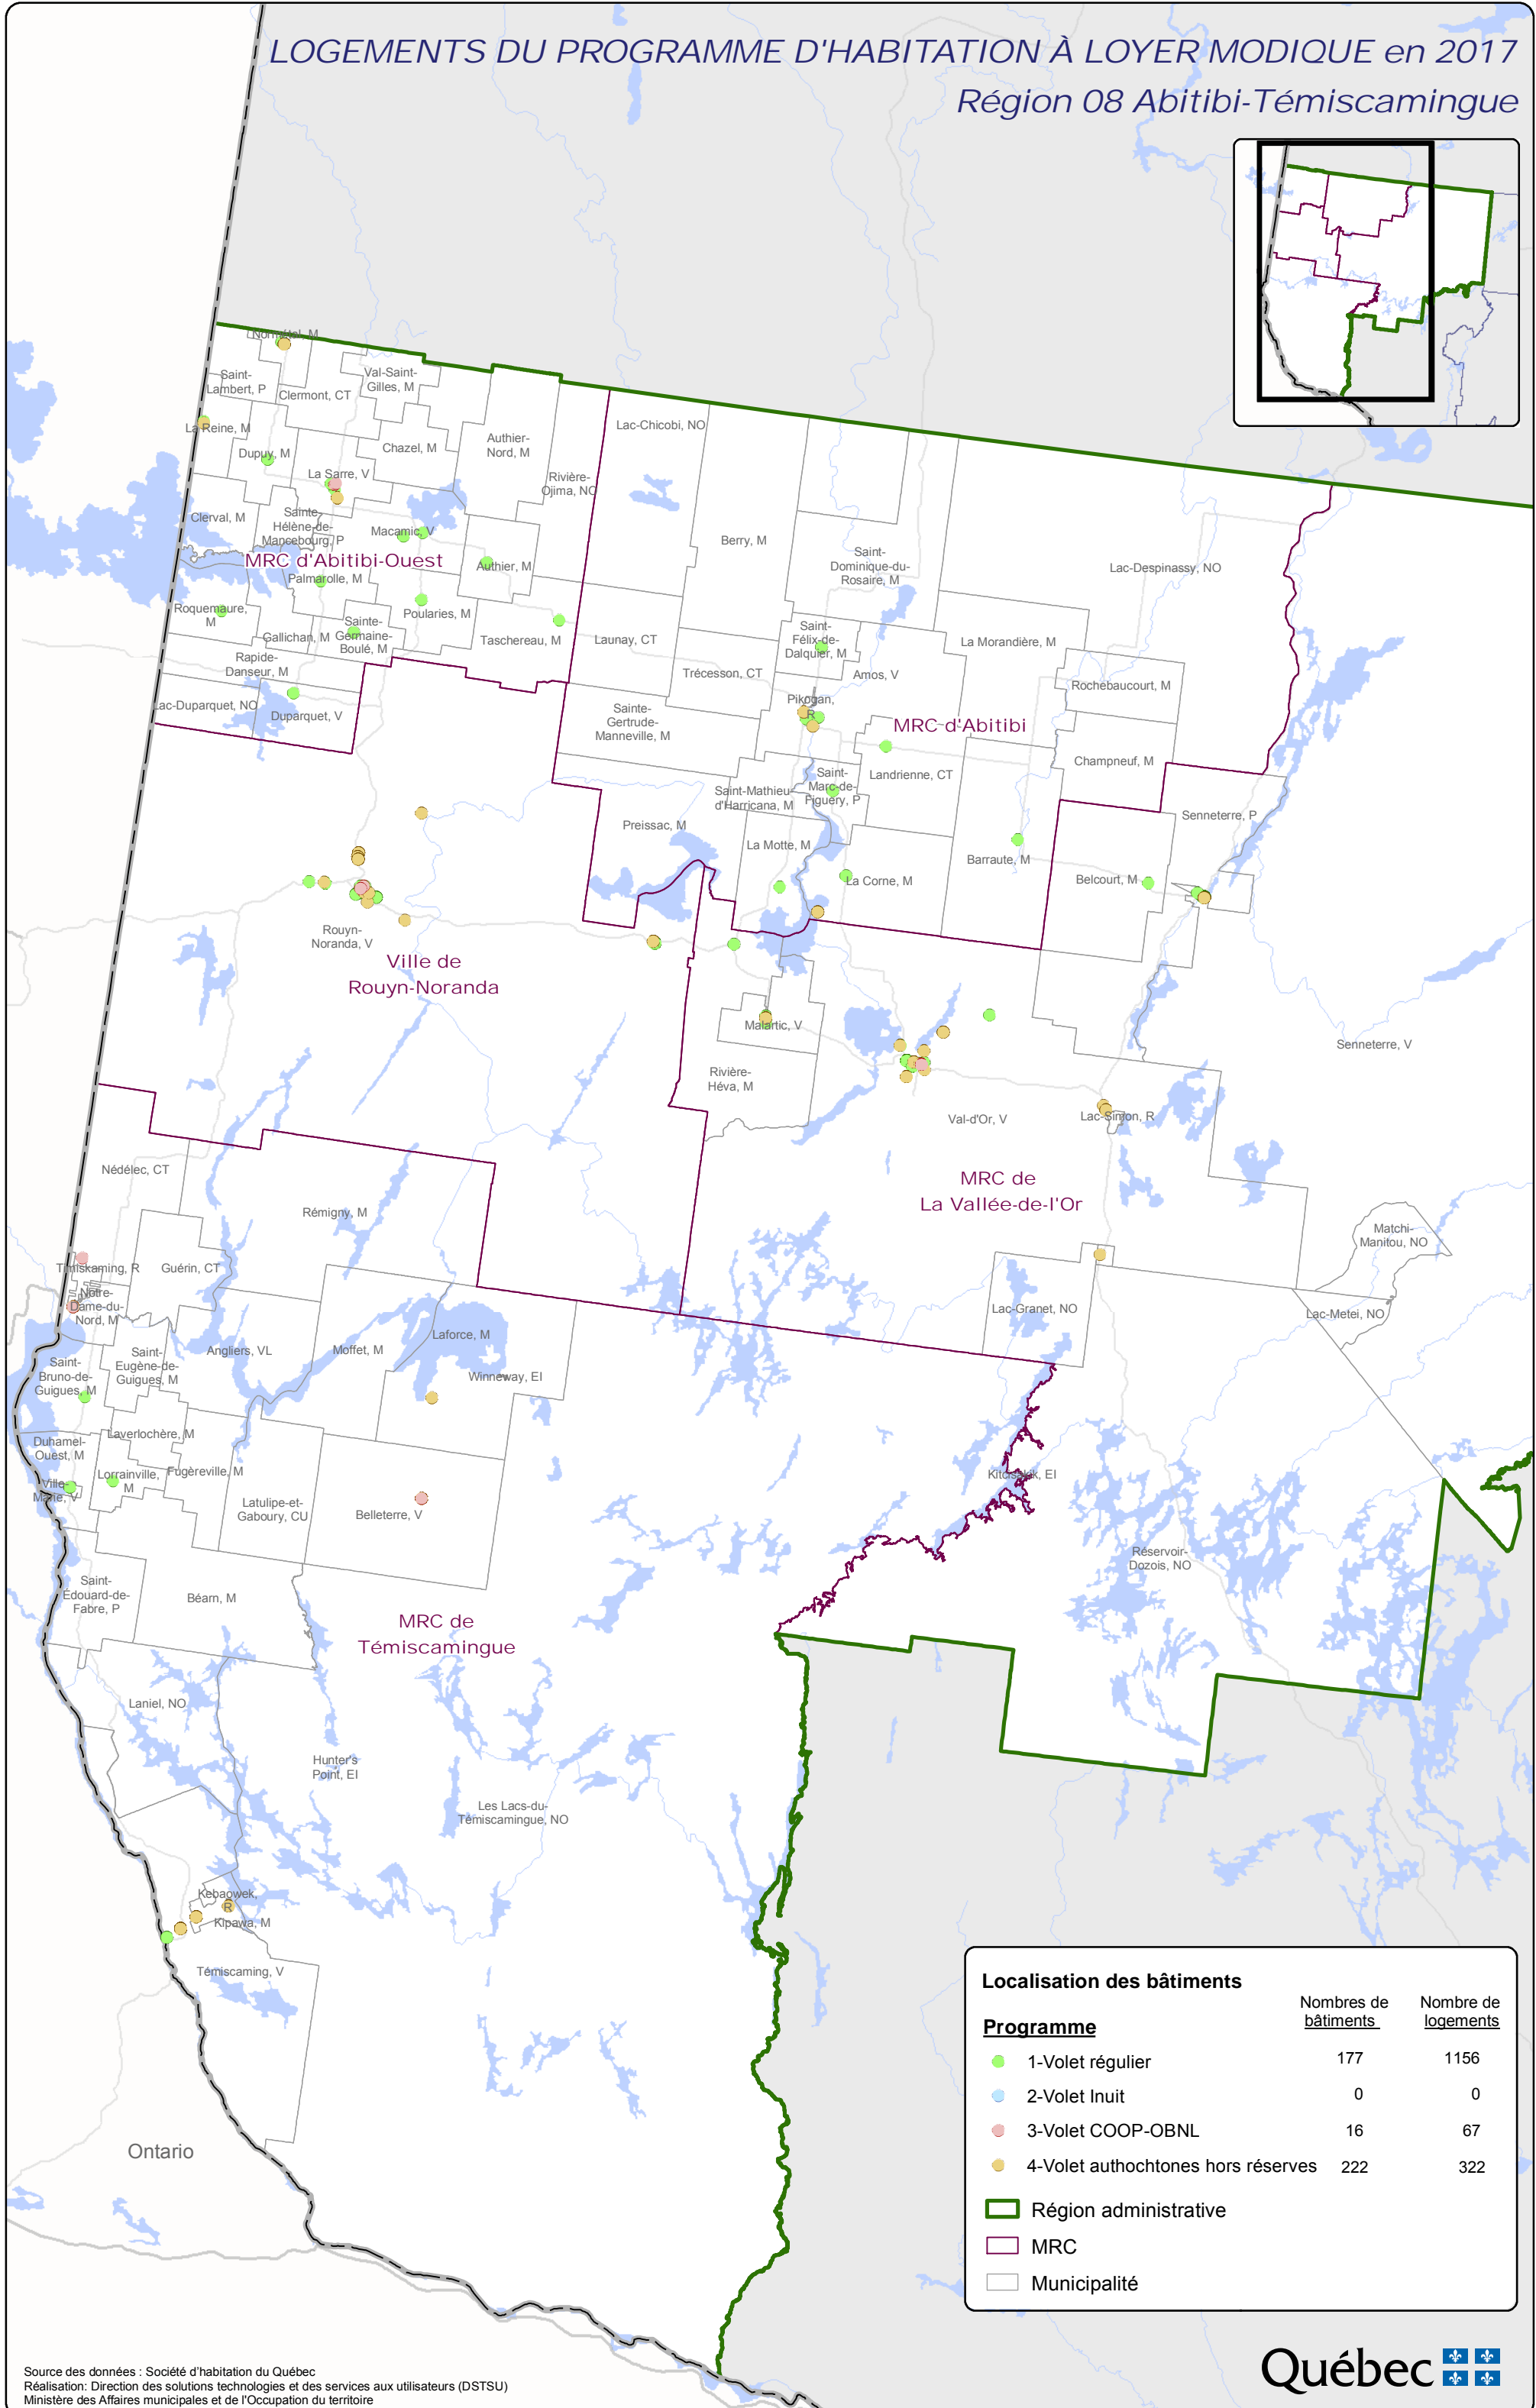 LOGEMENTS DU PROGRAMME D'HABITATION À LOYER MODIQUE en 2017
Région 08 Abitibi-Témiscamingue
Normétal, M
Saint-
Lambert, P
Clermont, CT
Val-Saint-
Gilles, M
La Reine, M
Dupuy, M
Chazel, M
Authier-
Nord, M
La Sarre, V
Rivière-
Ojima, NO
Lac-Chicobi, NO
Clerval, M
Sainte-
Hélène-de-
Mancebourg, P
Macamic, V
Berry, M
Saint-
Dominique-du-
Rosaire, M
Lac-Despinassy, NO
MRC d'Abitibi-Ouest
Authier, M
Palmarolle, M
Roquemaure,
M
Gallichan, M
Sainte-
Germaine-
Boulé, M
Poularies, M
Taschereau, M
Launay, CT
Saint-
Félix-de-
Dalquier, M
La Morandière, M
Rapide-
Danseur, M
Trécesson, CT
Amos, V
Rochebaucourt, M
Lac-Duparquet, NO
Duparquet, V
Sainte-
Gertrude-
Manneville, M
Pikogan,
R
MRC d'Abitibi
Champneuf, M
Landrienne, CT
Saint-Mathieu-
d'Harricana, M
Saint-
Marc-de-
Figuery, P
Senneterre, P
Preissac, M
La Motte, M
Barraute, M
La Corne, M
Belcourt, M
Rouyn-
Noranda, V
Ville de
Rouyn-Noranda
Malartic, V
Senneterre, V
Rivière-
Héva, M
Val-d'Or, V
Lac-Simon, R
MRC de
La Vallée-de-l'Or
Nédélec, CT
Rémigny, M
Matchi-
Manitou, NO
Timiskaming, R
Guérin, CT
Notre-
Dame-du-
Nord, M
Lac-Granet, NO
Lac-Metei, NO
Laforce, M
Angliers, VL
Moffet, M
Saint-
Eugène-de-
Guigues, M
Saint-
Bruno-de-
Guigues, M
Winneway, EI
Laverlochère, M
Duhamel-
Ouest, M
Fugèreville, M
Lorrainville,
M
Ville-
Marie, V
Kitcisakik, EI
Latulipe-et-
Gaboury, CU
Belleterre, V
Réservoir-
Dozois, NO
Saint-
Édouard-de-
Fabre, P
Béarn, M
MRC de
Témiscamingue
Laniel, NO
Hunter's
Point, EI
Les Lacs-du-
Témiscamingue, NO
Kebaowek,
R
Kipawa, M
Témiscaming, V
Ontario
Localisation des bâtiments
Programme
Nombres de
bâtiments
Nombre de
logements
1-Volet régulier 177 1156
2-Volet Inuit 0 0
3-Volet COOP-OBNL 16 67
4-Volet authochtones hors réserves 222 322
Région administrative
MRC
Municipalité
Québec
Source des données : Société d'habitation du Québec
Réalisation: Direction des solutions technologies et des services aux utilisateurs (DSTSU)
Ministère des Affaires municipales et de l'Occupation du territoire